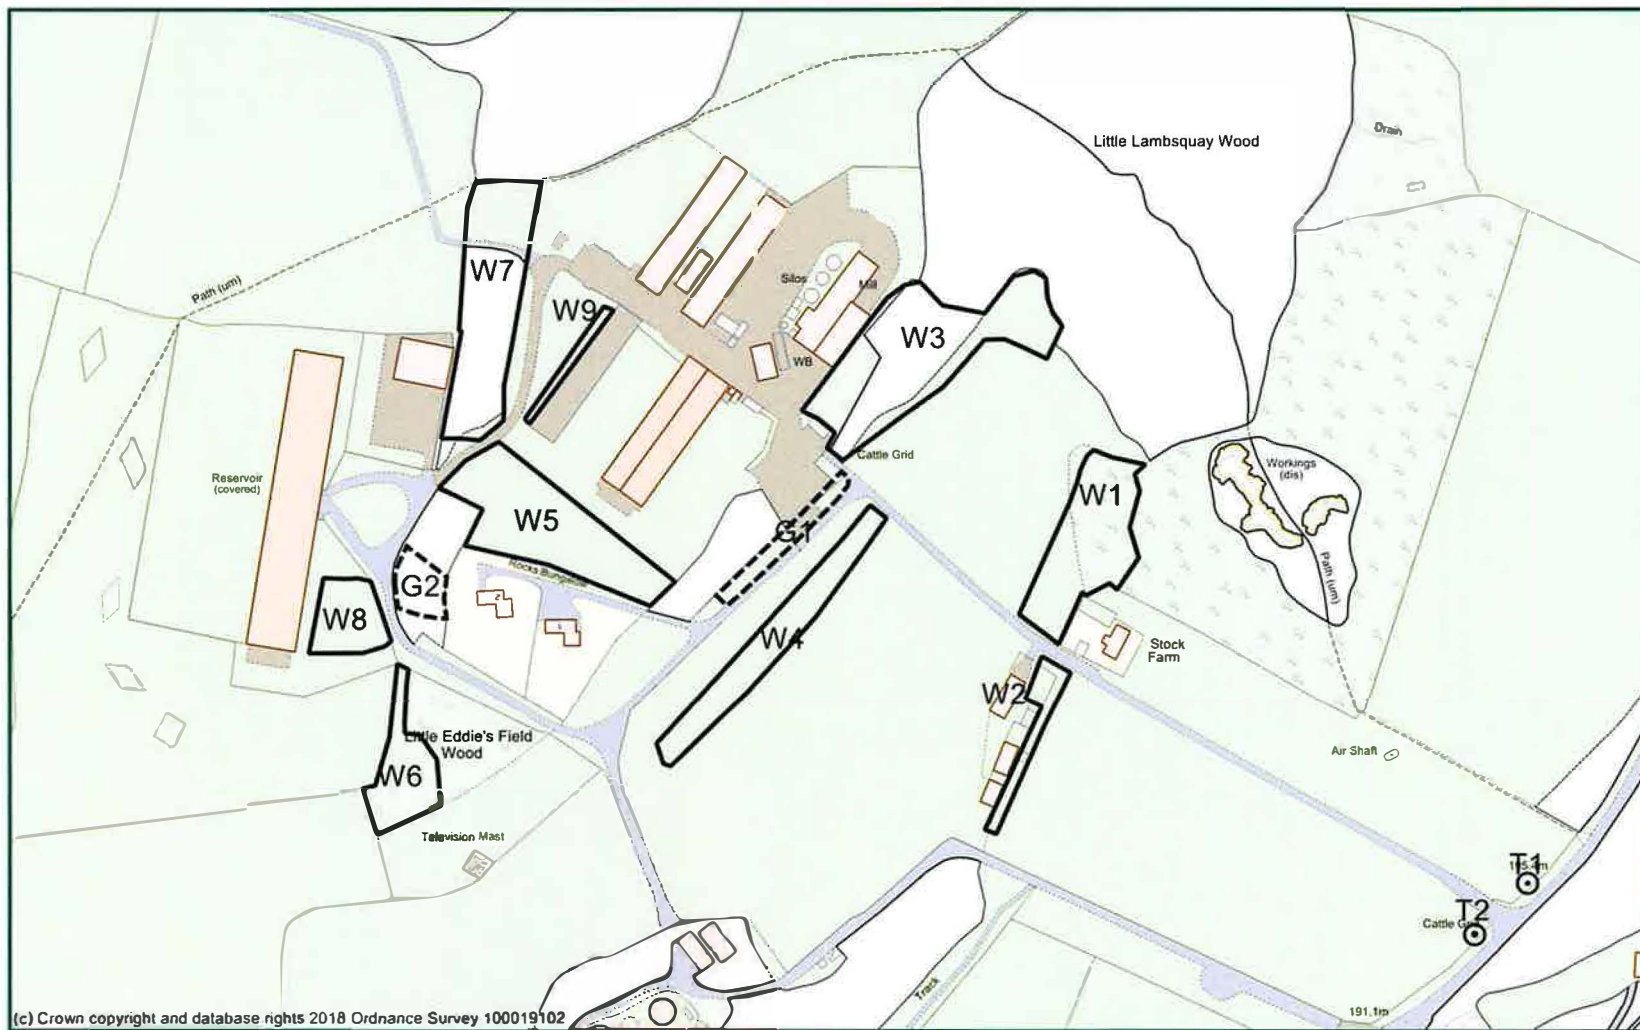 Little Lambsquay Wood
Drain
W7
Path (um)
W9
Silos
Mill
WB
W3
Cattle Grid
Reservoir
(covered)
W5
G1
W1
Workings
(dis)
Path (um)
Rocks Bungalow
G2
W8
W4
Stock
Farm
W2
Little Eddie's Field
Wood
W6
Television Mast
Air Shaft
T1
T2
Cattle
Track
191.1m
(c) Crown copyright and database rights 2018 Ordnance Survey 100019102